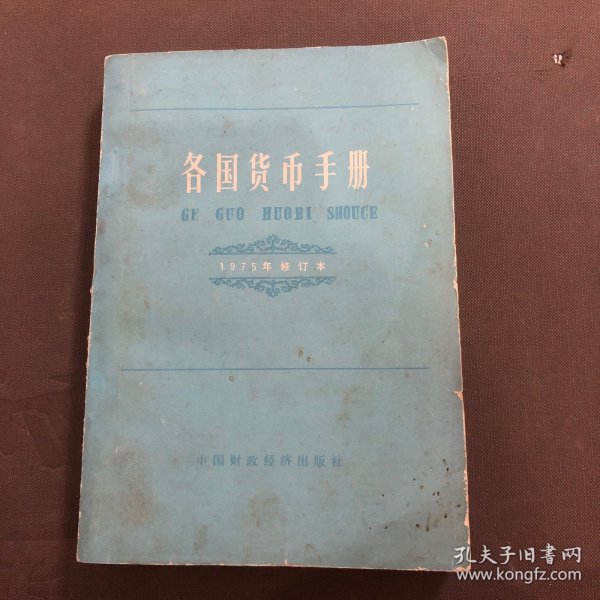 各国货币手册
GE GUO HUOBI SHOUCE
1975年修订本
中国财政经济出版社
孔夫子旧书网
www.kongfz.com